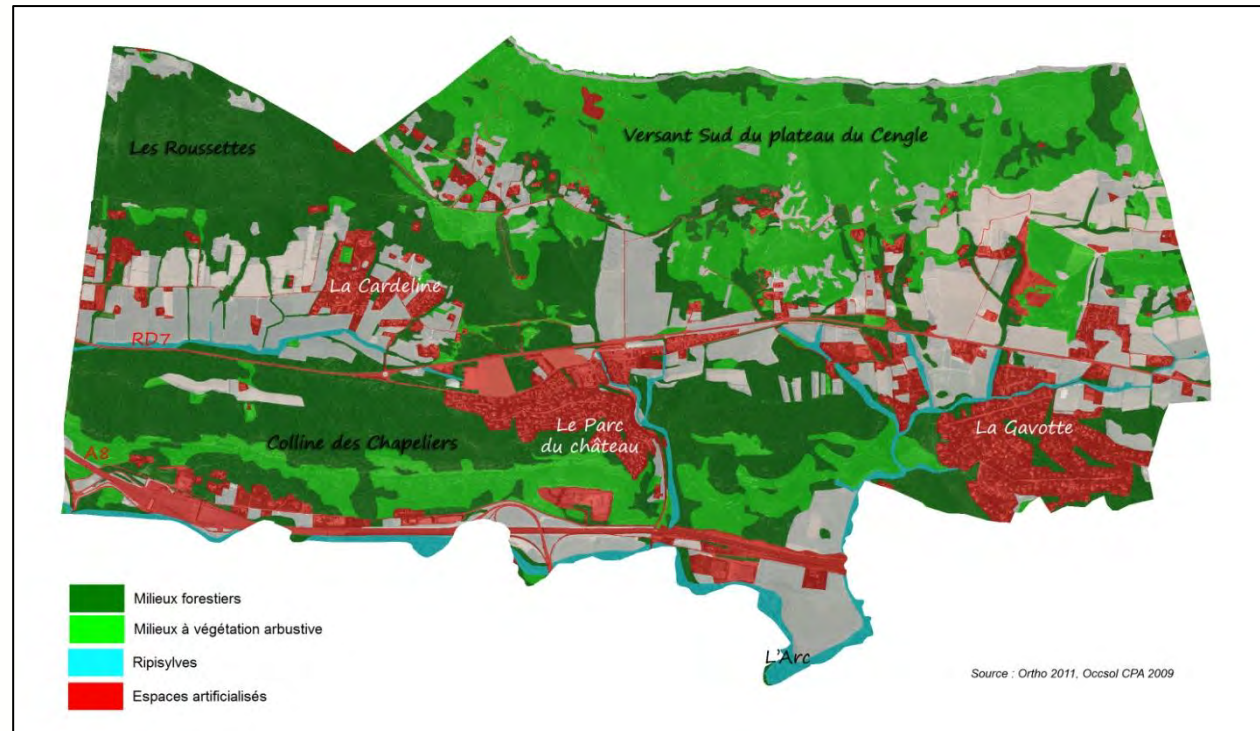 Les Roussettes
Versant Sud du plateau du Cengle
La Cardeline
RD7
Le Parc
du château
La Gavotte
Colline des Chapeliers
A8
Milieux forestiers
Milieux à végétation arbustive
Ripisylves
Espaces artificialisés
L'Arc
Source : Ortho 2011, Occsol CPA 2009